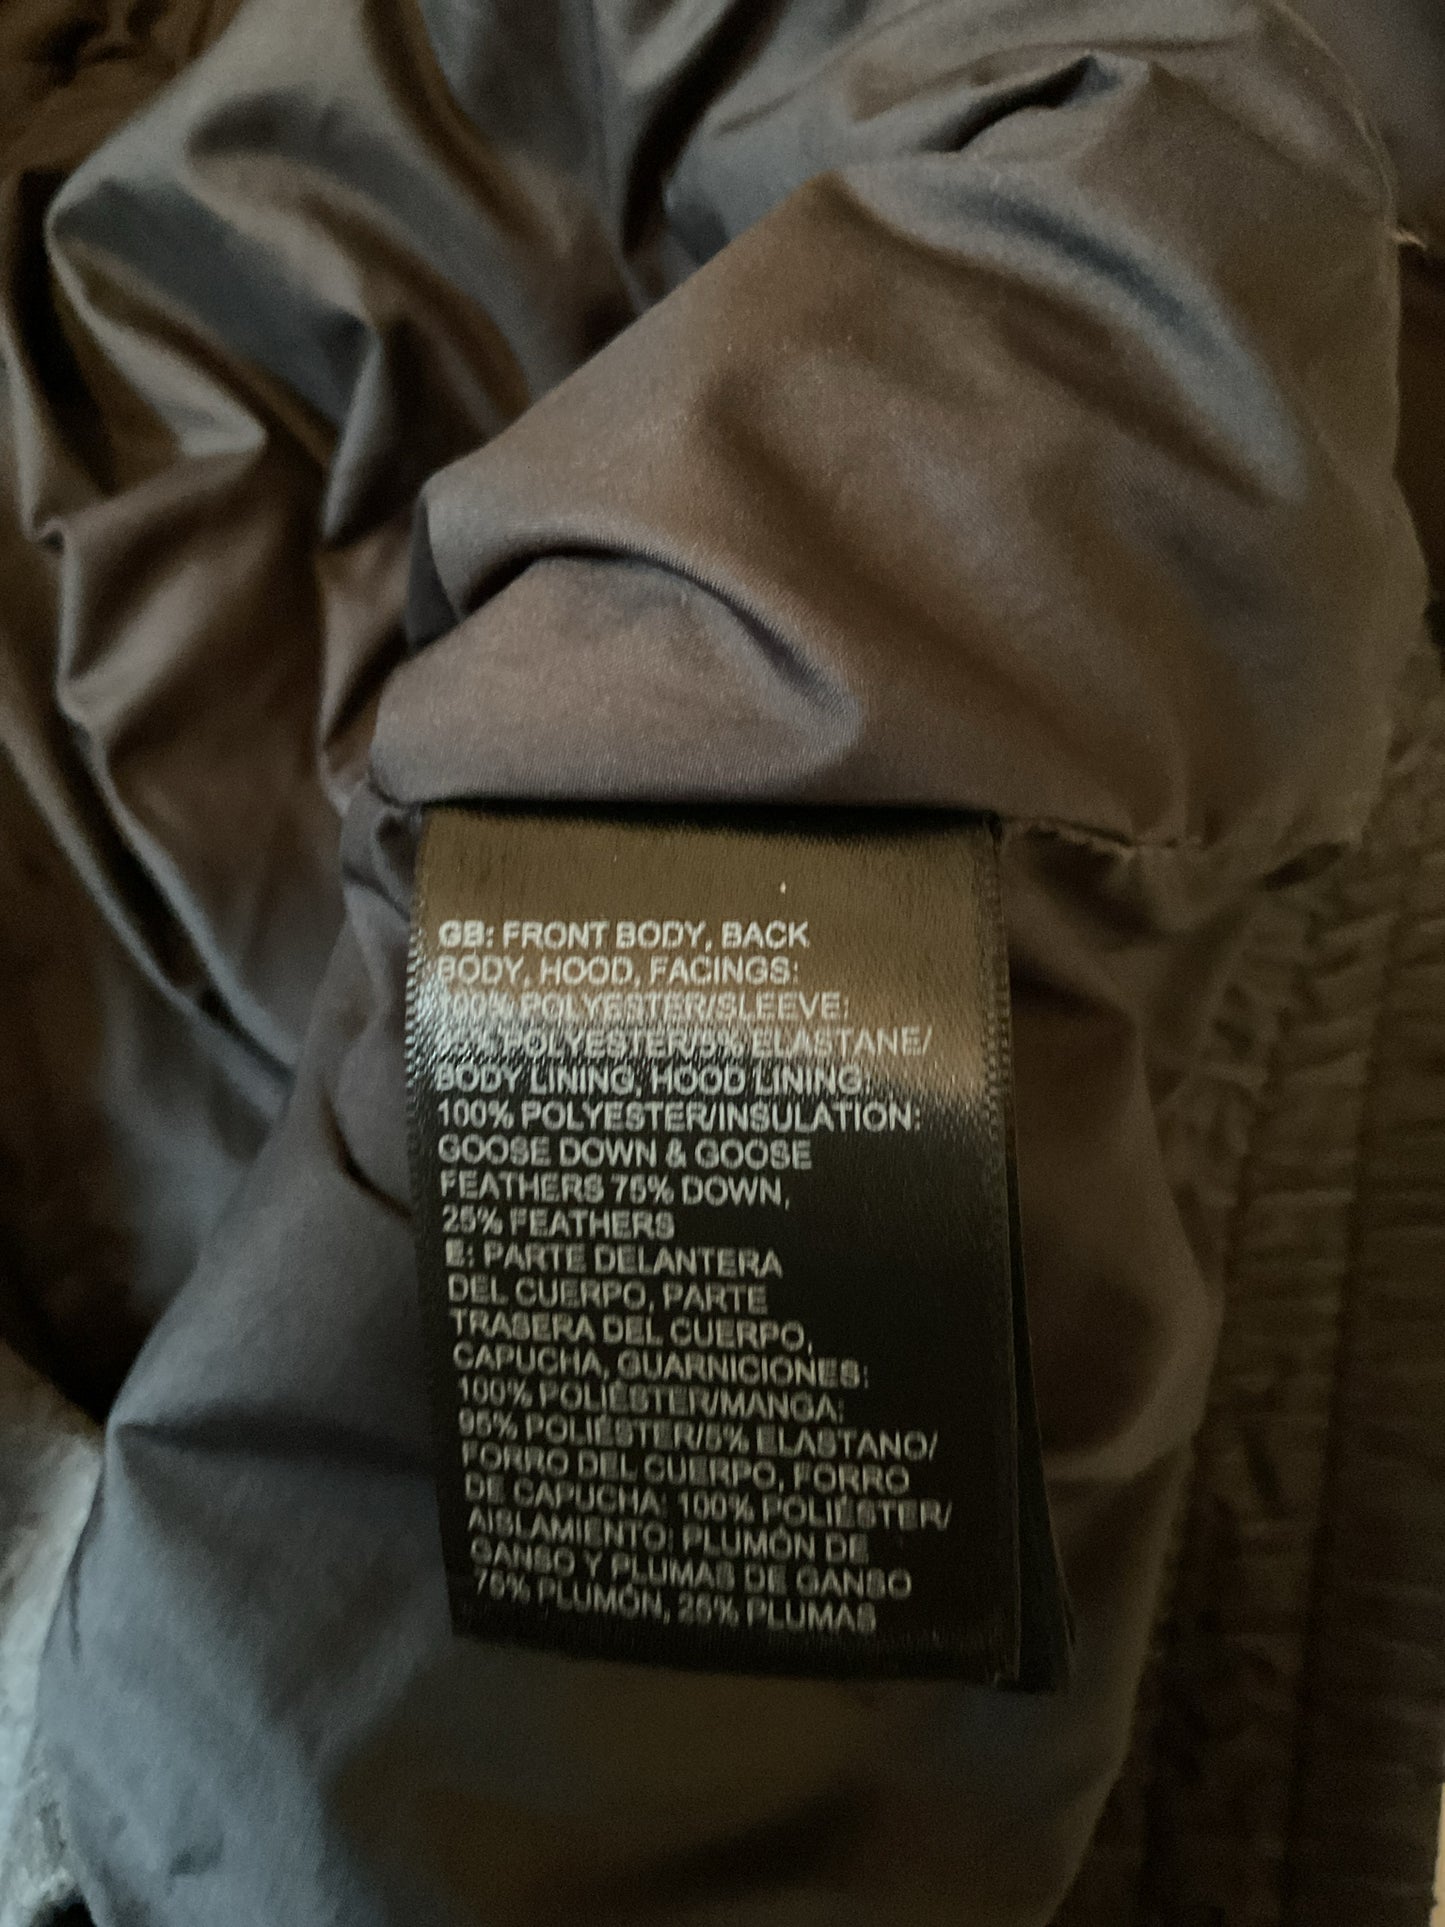 GB: FRONT BODY, BACK
BODY, HOOD, FACINGS:
100% POLYESTER/SLEEVE:
95% POLYESTER/5% ELASTANE/
BODY LINING, HOOD LINING:
100% POLYESTER/INSULATION:
GOOSE DOWN & GOOSE
FEATHERS 75% DOWN,
25% FEATHERS
E: PARTE DELANTERA
DEL CUERPO, PARTE
TRASERA DEL CUERPO,
CAPUCHA, GUARNICIONES:
100% POLIÉSTER/MANGA:
95% POLIÉSTER/5% ELASTANO/
FORRO DEL CUERPO, FORRO
DE CAPUCHA: 100% POLIÉSTER/
AISLAMIENTO: PLUMÓN DE
GANSO Y PLUMAS DE GANSO
75% PLUMÓN, 25% PLUMAS